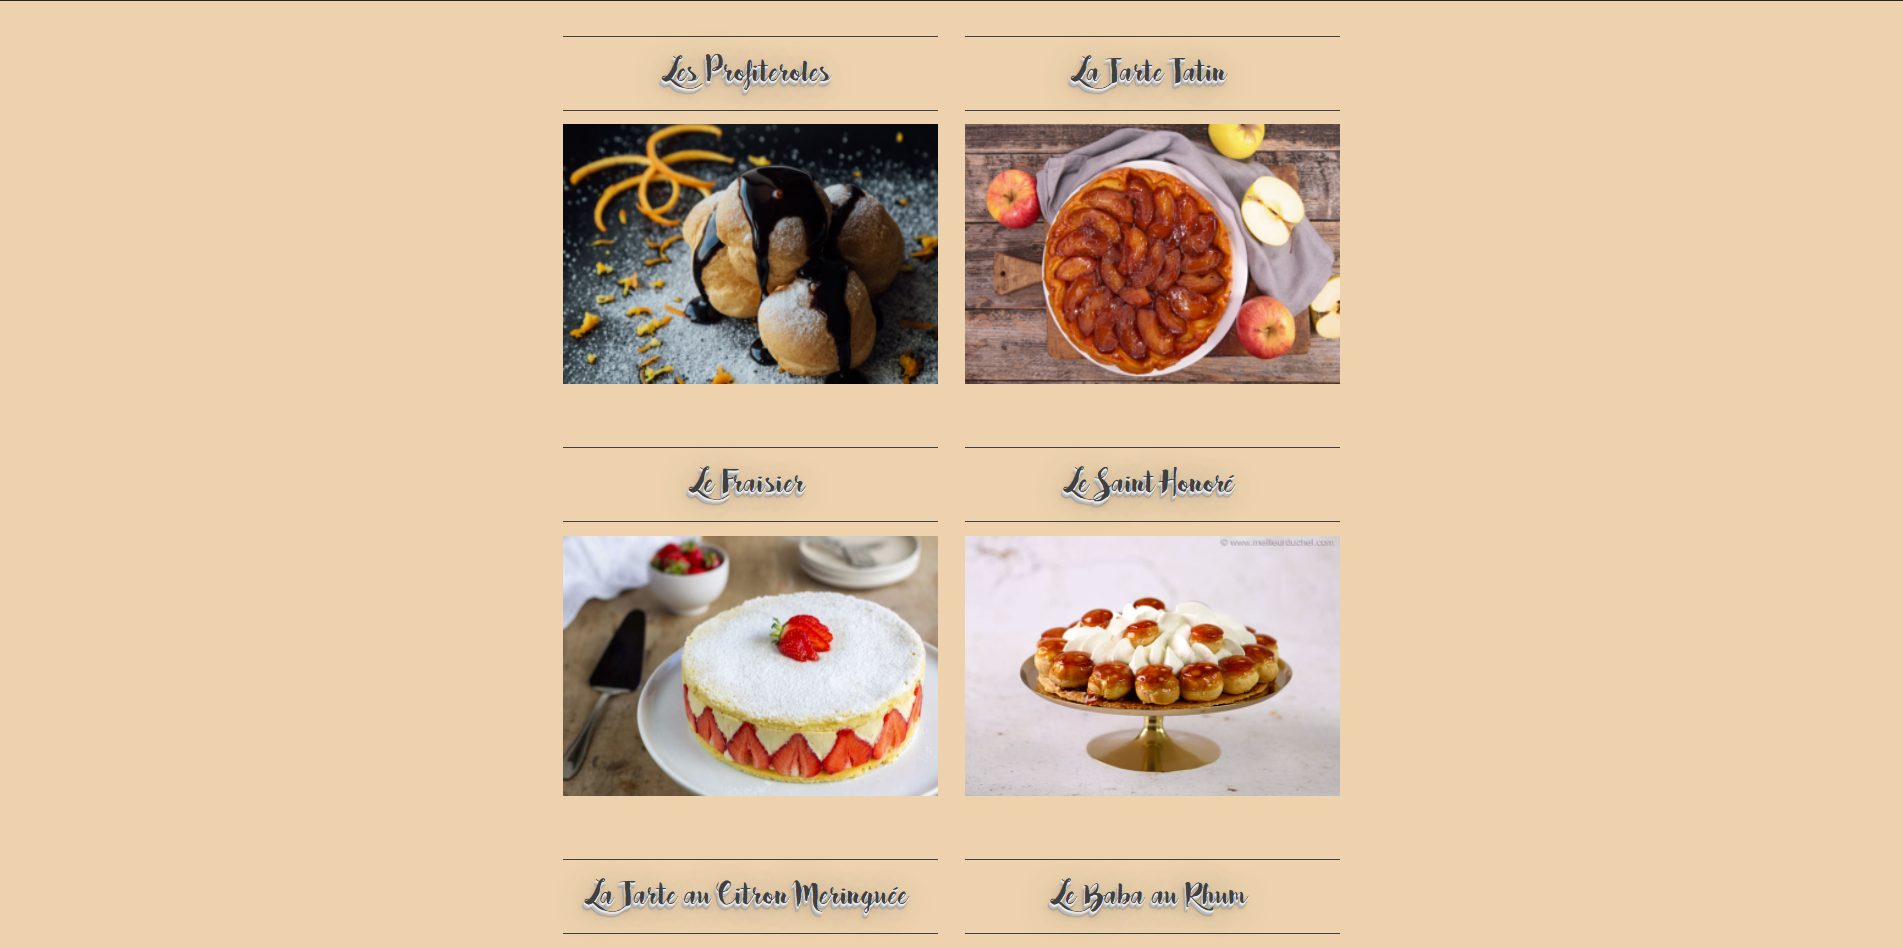 Les Profiteroles
La Tarte Tatin
Le Fraisier
Le Saint Honoré
© www.meilleurduchef.com
La Tarte au Citron Meringuée
Le Baba au Rhum